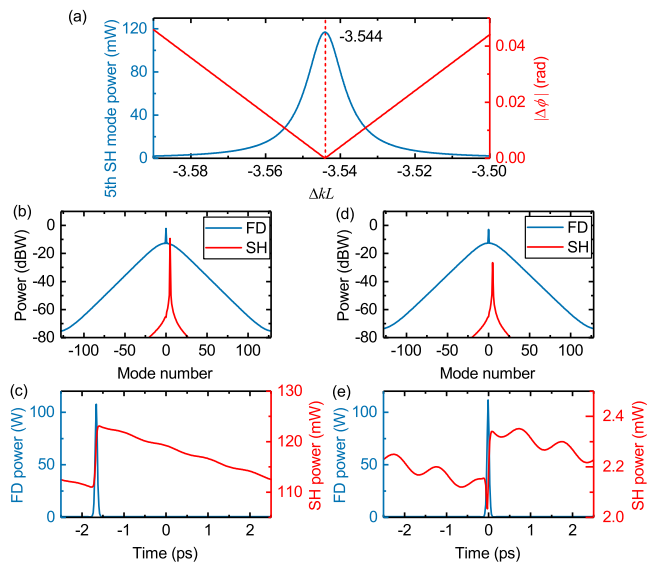 (a)
5th SH mode power (mW)
120
80
40
0
-3.544
0.04
0.02
0.00
|Δϕ| (rad)
-3.58 -3.56 -3.54 -3.52 -3.50
ΔkL
(b)
Power (dBW)
0
-20
-40
-60
-80
FD
SH
-100 -50 0 50 100
Mode number
(d)
Power (dBW)
0
-20
-40
-60
-80
FD
SH
-100 -50 0 50 100
Mode number
(c)
FD power (W)
100
50
0
130
120
110
SH power (mW)
-2 -1 0 1 2
Time (ps)
(e)
FD power (W)
100
50
0
2.4
2.2
2.0
SH power (mW)
-2 -1 0 1 2
Time (ps)